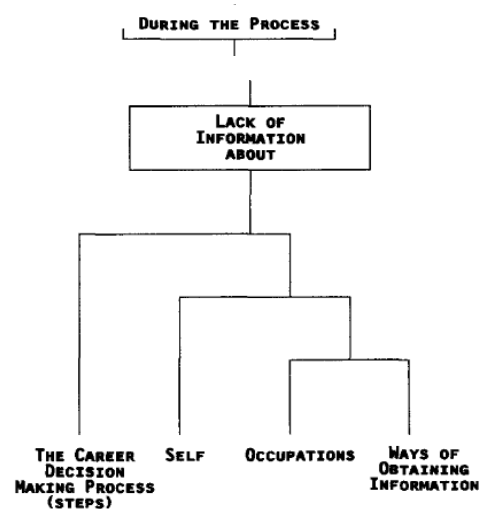 DURING THE PROCESS
LACK OF
INFORMATION
ABOUT
THE CAREER
DECISION
MAKING PROCESS
(STEPS)
SELF
OCCUPATIONS
WAYS OF
OBTAINING
INFORMATION